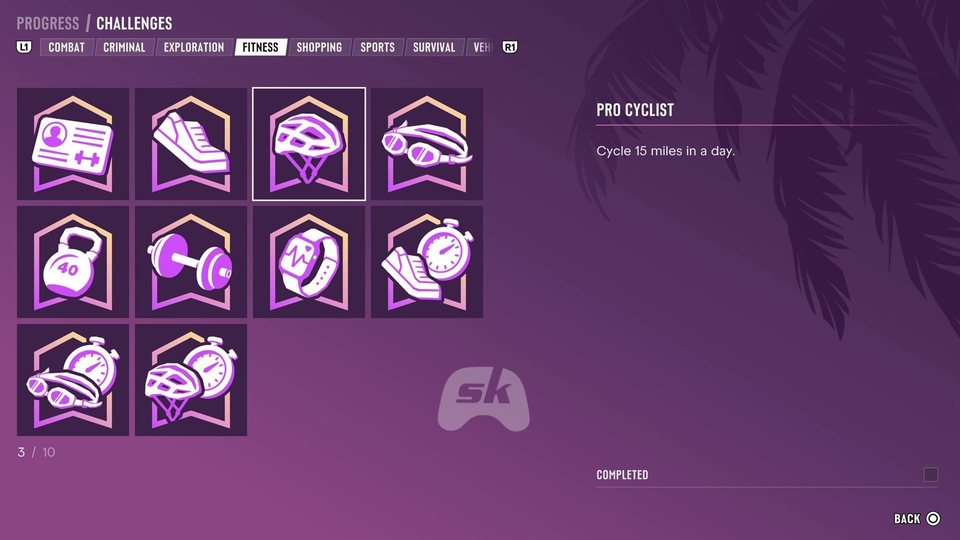 PROGRESS / CHALLENGES
L1 COMBAT CRIMINAL EXPLORATION FITNESS SHOPPING SPORTS SURVIVAL VEH R1
PRO CYCLIST
Cycle 15 miles in a day.
40
sk
3 / 10
COMPLETED
BACK